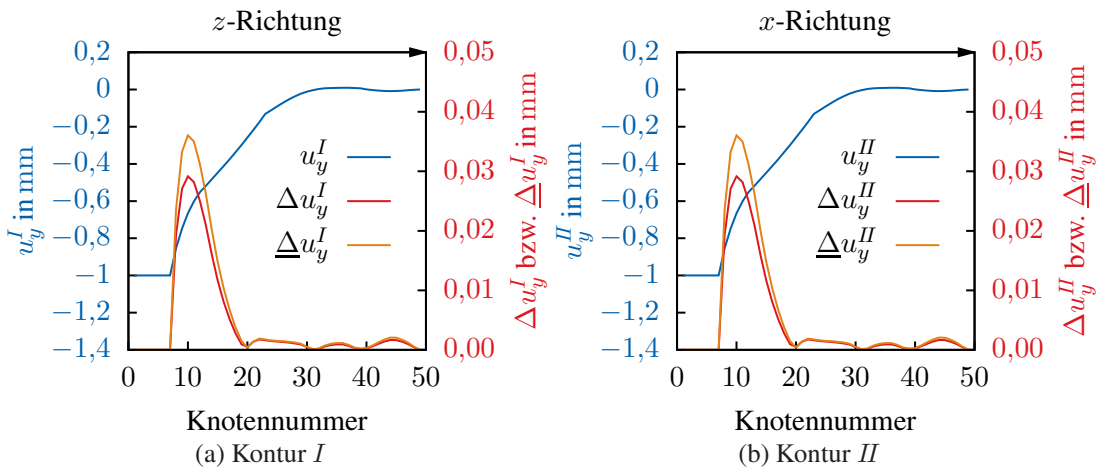 z-Richtung
0,2
0
−0,2
−0,4
−0,6
−0,8
−1
−1,2
−1,4
u_y^I in mm
0,05
0,04
0,03
0,02
0,01
0,00
Δu_y^I bzw. Δ̲u_y^I in mm
u_y^I
Δu_y^I
Δ̲u_y^I
0 10 20 30 40 50
Knotennummer
(a) Kontur I
x-Richtung
0,2
0
−0,2
−0,4
−0,6
−0,8
−1
−1,2
−1,4
u_y^II in mm
0,05
0,04
0,03
0,02
0,01
0,00
Δu_y^II bzw. Δ̲u_y^II in mm
u_y^II
Δu_y^II
Δ̲u_y^II
0 10 20 30 40 50
Knotennummer
(b) Kontur II